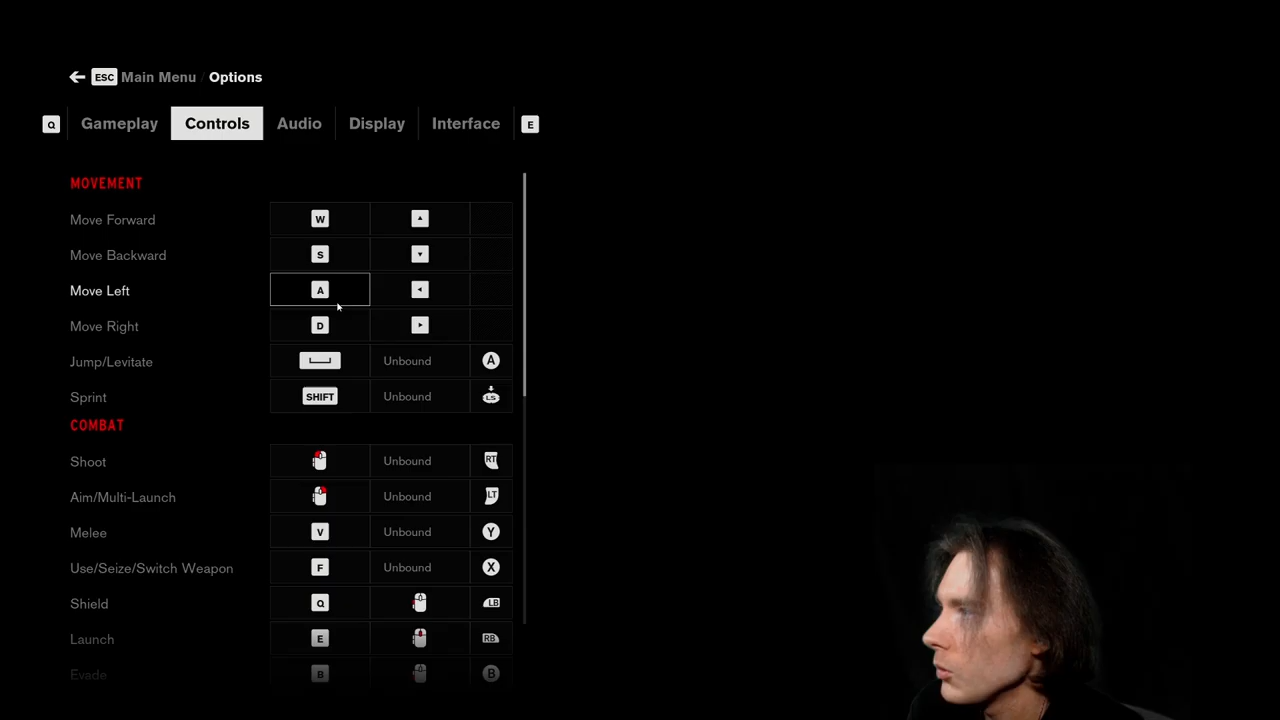 ESC Main Menu / Options
Q Gameplay Controls Audio Display Interface E
MOVEMENT
Move Forward W
Move Backward S
Move Left A
Move Right D
Jump/Levitate Unbound A
Sprint SHIFT Unbound LS
COMBAT
Shoot Unbound RT
Aim/Multi-Launch Unbound LT
Melee V Unbound Y
Use/Seize/Switch Weapon F Unbound X
Shield Q LB
Launch E RB
Evade B B